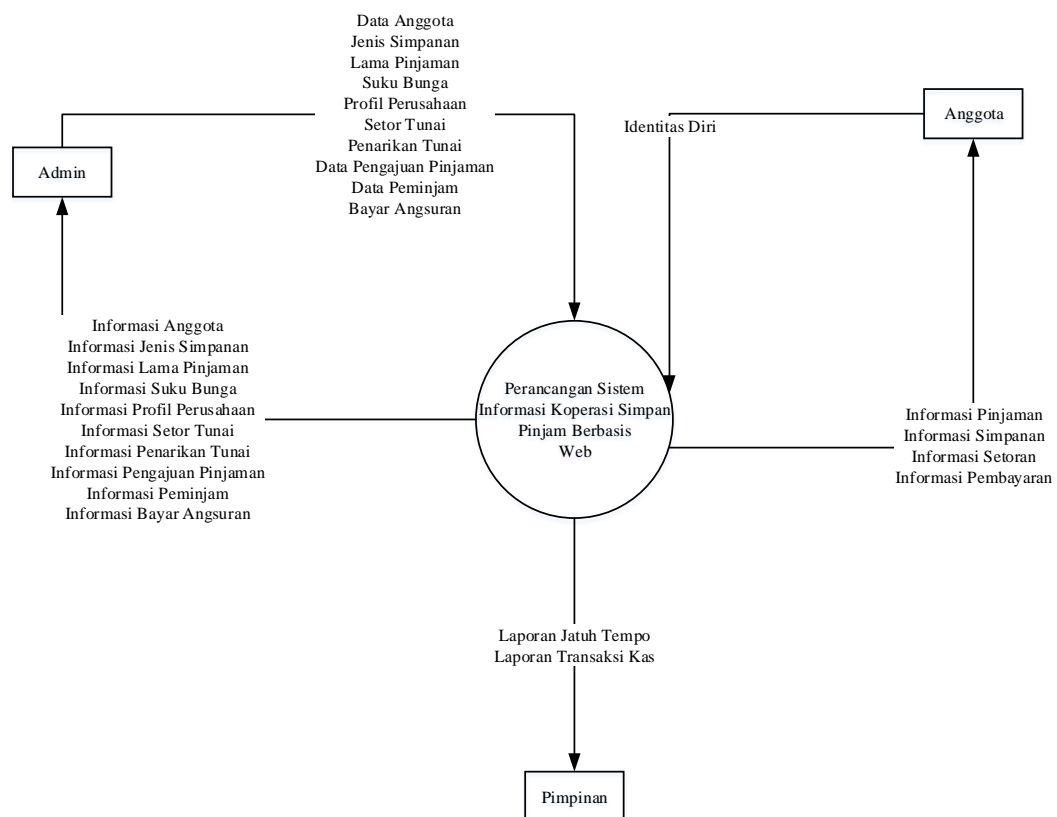 Data Anggota
Jenis Simpanan
Lama Pinjaman
Suku Bunga
Profil Perusahaan
Setor Tunai
Penarikan Tunai
Data Pengajuan Pinjaman
Data Peminjam
Bayar Angsuran
Admin
Identitas Diri
Anggota
Informasi Anggota
Informasi Jenis Simpanan
Informasi Lama Pinjaman
Informasi Suku Bunga
Informasi Profil Perusahaan
Informasi Setor Tunai
Informasi Penarikan Tunai
Informasi Pengajuan Pinjaman
Informasi Peminjam
Informasi Bayar Angsuran
Perancangan Sistem
Informasi Koperasi Simpan
Pinjam Berbasis
Web
Informasi Pinjaman
Informasi Simpanan
Informasi Setoran
Informasi Pembayaran
Laporan Jatuh Tempo
Laporan Transaksi Kas
Pimpinan